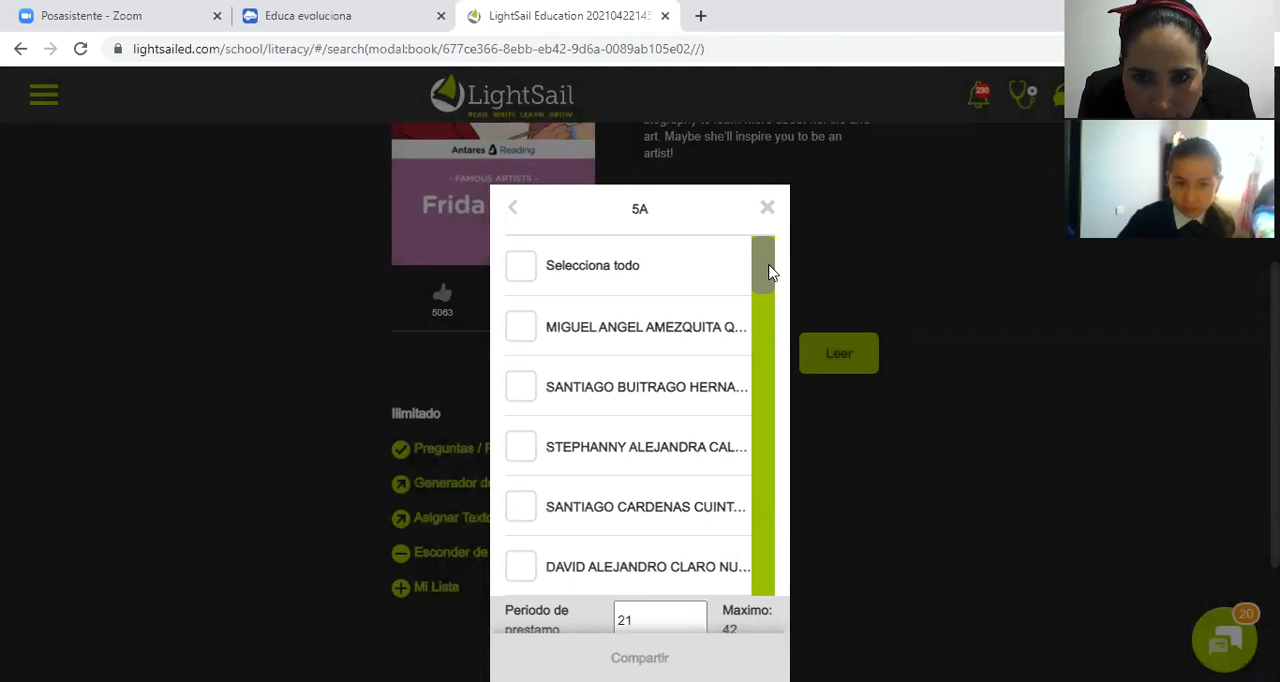 Posasistente - Zoom
Educa evoluciona
LightSail Education 2021042214
lightsailed.com/school/literacy/#/search(modal:book/677ce366-8ebb-eb42-9d6a-0089ab105e02//)
LightSail
READ. WRITE. LEARN. GROW.
230
art. Maybe she'll inspire you to be an
artist!
Antares Reading
- FAMOUS ARTISTS -
Frida
5063
5A
Selecciona todo
MIGUEL ANGEL AMEZQUITA Q...
SANTIAGO BUITRAGO HERNA...
STEPHANNY ALEJANDRA CAL...
SANTIAGO CARDENAS CUINT...
DAVID ALEJANDRO CLARO NU...
Periodo de
prestamo
21
Maximo:
42
Compartir
Leer
Ilimitado
Preguntas /
Generador de
Asignar Texto
Esconder de
Mi Lista
20